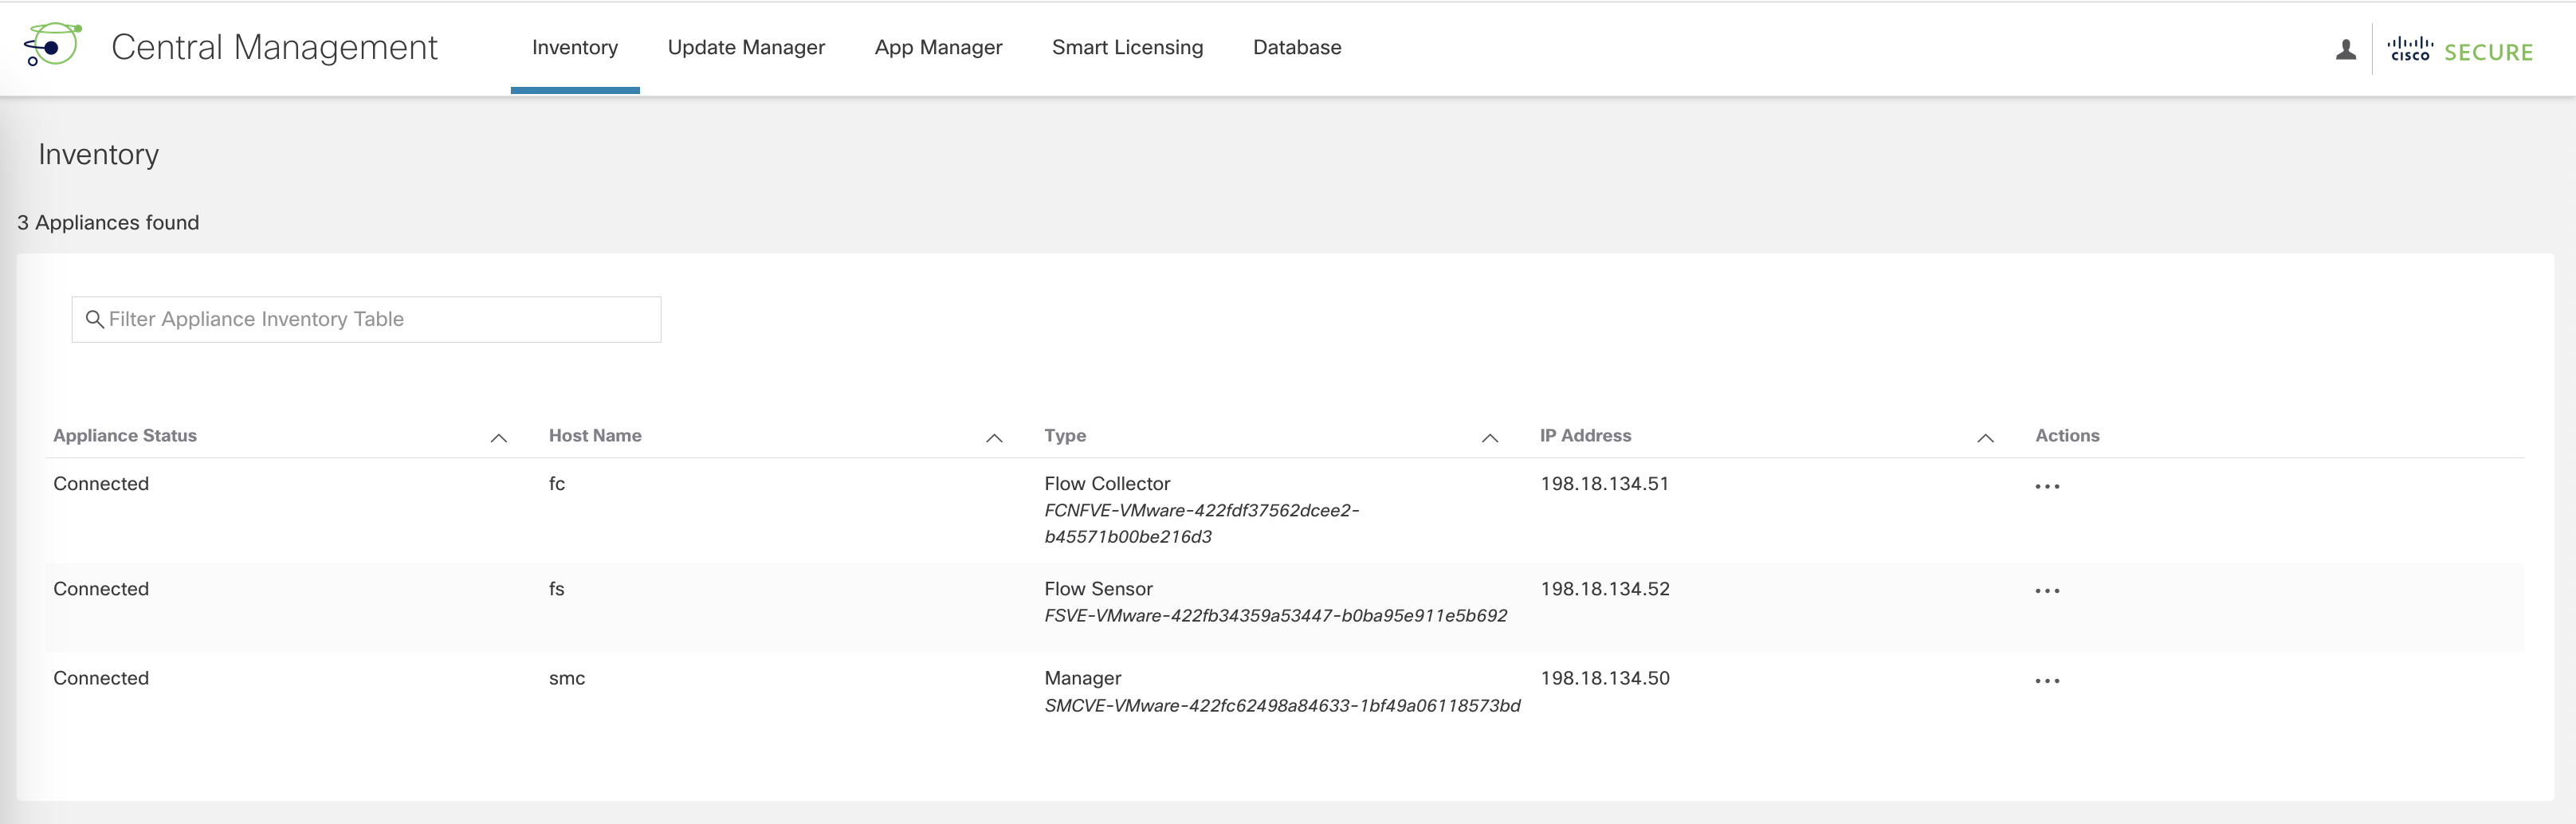 Central Management Inventory Update Manager App Manager Smart Licensing Database CISCO SECURE
Inventory
3 Appliances found
Filter Appliance Inventory Table
Appliance Status Host Name Type IP Address Actions
Connected fc Flow Collector 198.18.134.51
FCNFVE-VMware-422fdf37562dcee2-
b45571b00be216d3
Connected fs Flow Sensor 198.18.134.52
FSVE-VMware-422fb34359a53447-b0ba95e911e5b692
Connected smc Manager 198.18.134.50
SMCVE-VMware-422fc62498a84633-1bf49a06118573bd